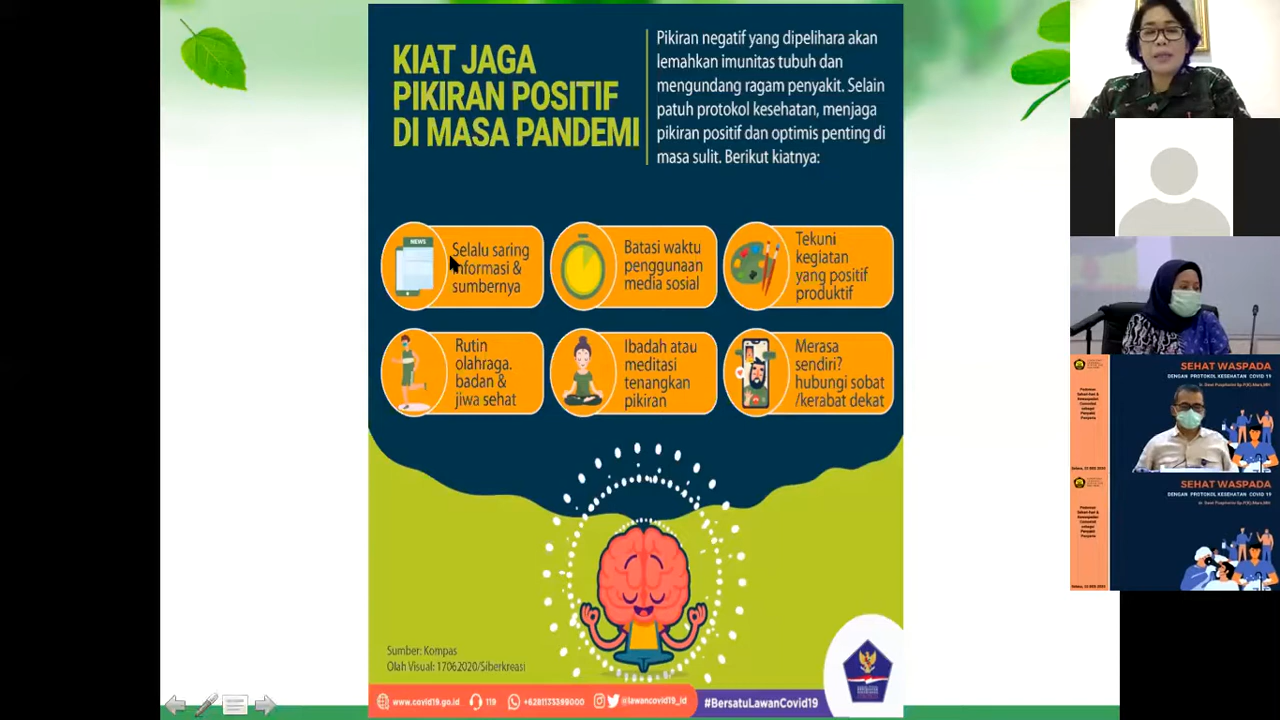 KIAT JAGA
PIKIRAN POSITIF
DI MASA PANDEMI
Pikiran negatif yang dipelihara akan
lemahkan imunitas tubuh dan
mengundang ragam penyakit. Selain
patuh protokol kesehatan, menjaga
pikiran positif dan optimis penting di
masa sulit. Berikut kiatnya:
NEWS
Selalu saring
informasi &
sumbernya
Batasi waktu
penggunaan
media sosial
Tekuni
kegiatan
yang positif
produktif
Rutin
olahraga.
badan &
jiwa sehat
Ibadah atau
meditasi
tenangkan
pikiran
Merasa
sendiri?
hubungi sobat
/kerabat dekat
Sumber: Kompas
Olah Visual: 17062020/Siberkreasi
www.covid19.go.id
119
+6281133399000
@lawancovid19_id
#BersatuLawanCovid19
SEHAT WASPADA
DENGAN PROTOKOL KESEHATAN COVID 19
SEHAT WASPADA
DENGAN PROTOKOL KESEHATAN COVID 19